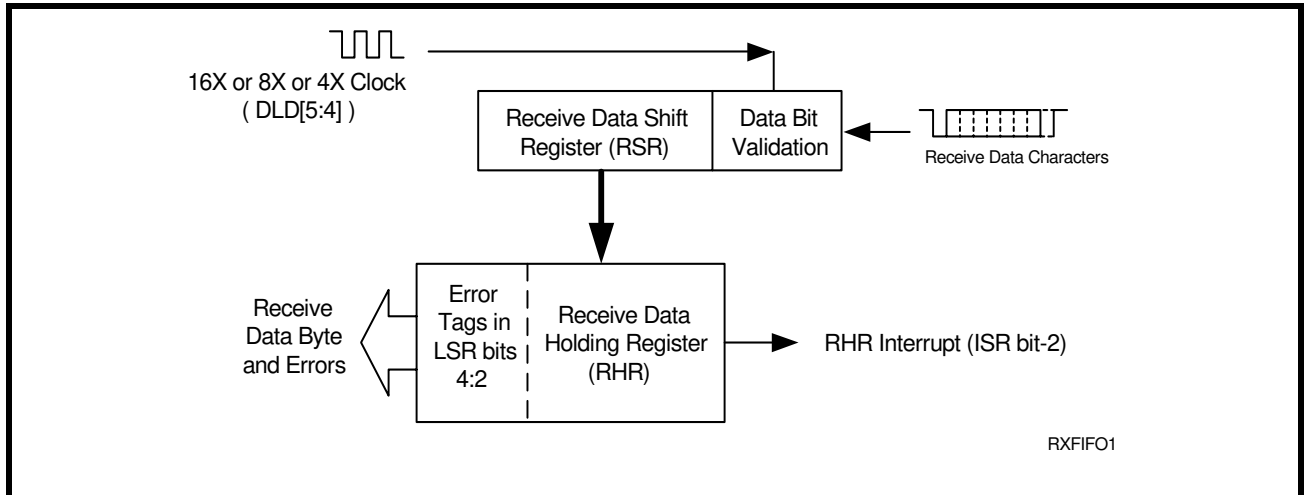 16X or 8X or 4X Clock
( DLD[5:4] )
Receive Data Shift
Register (RSR)
Data Bit
Validation
Receive Data Characters
Receive
Data Byte
and Errors
Error
Tags in
LSR bits
4:2
Receive Data
Holding Register
(RHR)
RHR Interrupt (ISR bit-2)
RXFIFO1